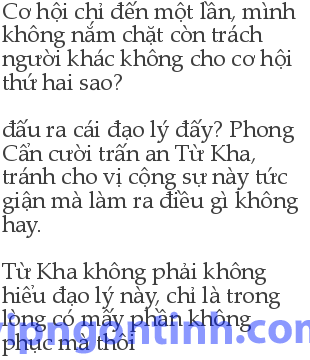 Cơ hội chỉ đến một lần, mình
không nắm chặt còn trách
người khác không cho cơ hội
thứ hai sao?
đấu ra cái đạo lý đấy? Phong
Cẩn cười trấn an Từ Kha,
tránh cho vị cộng sự này tức
giận mà làm ra điều gì không
hay.
Từ Kha không phải không
hiểu đạo lý này, chỉ là trong
lòng có mấy phần không
vipngontinh.com
phục mà thôi